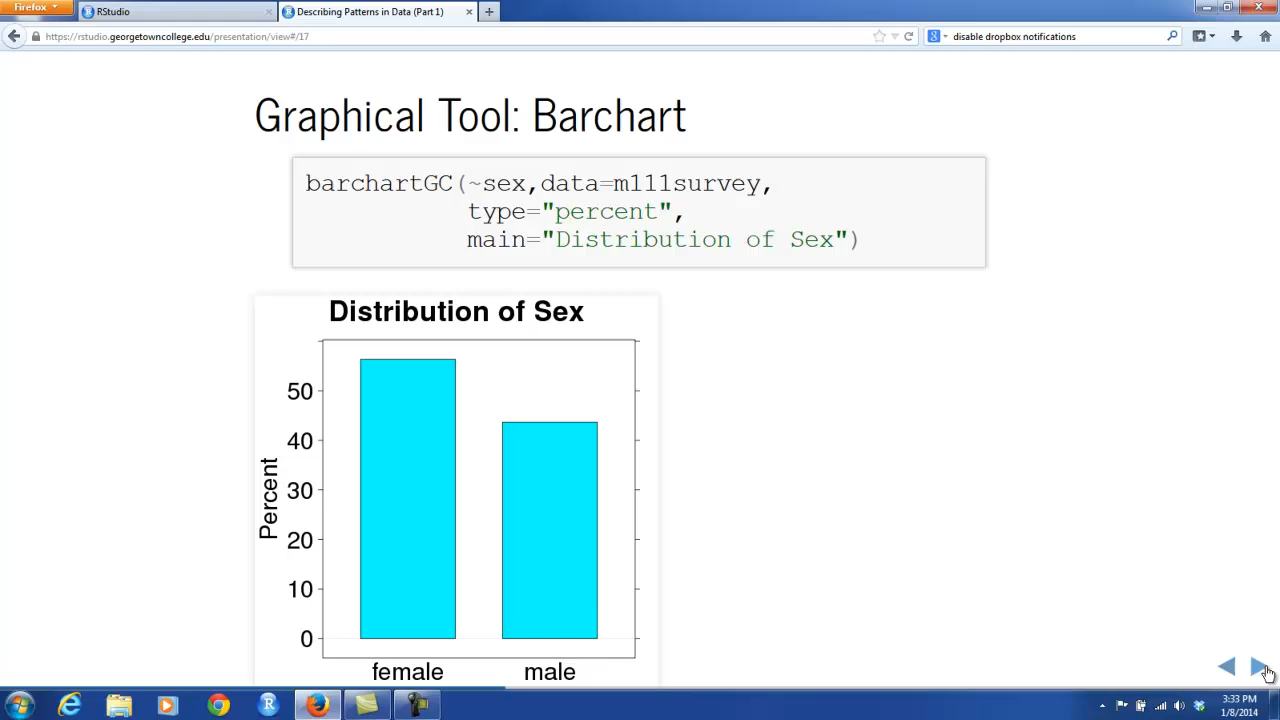 Firefox
RStudio
Describing Patterns in Data (Part 1)
https://rstudio.georgetowncollege.edu/presentation/view#/17
disable dropbox notifications
Graphical Tool: Barchart
barchartGC(~sex,data=m111survey,
type="percent",
main="Distribution of Sex")
Distribution of Sex
50
40
30
20
10
0
Percent
female
male
3:33 PM
1/8/2014